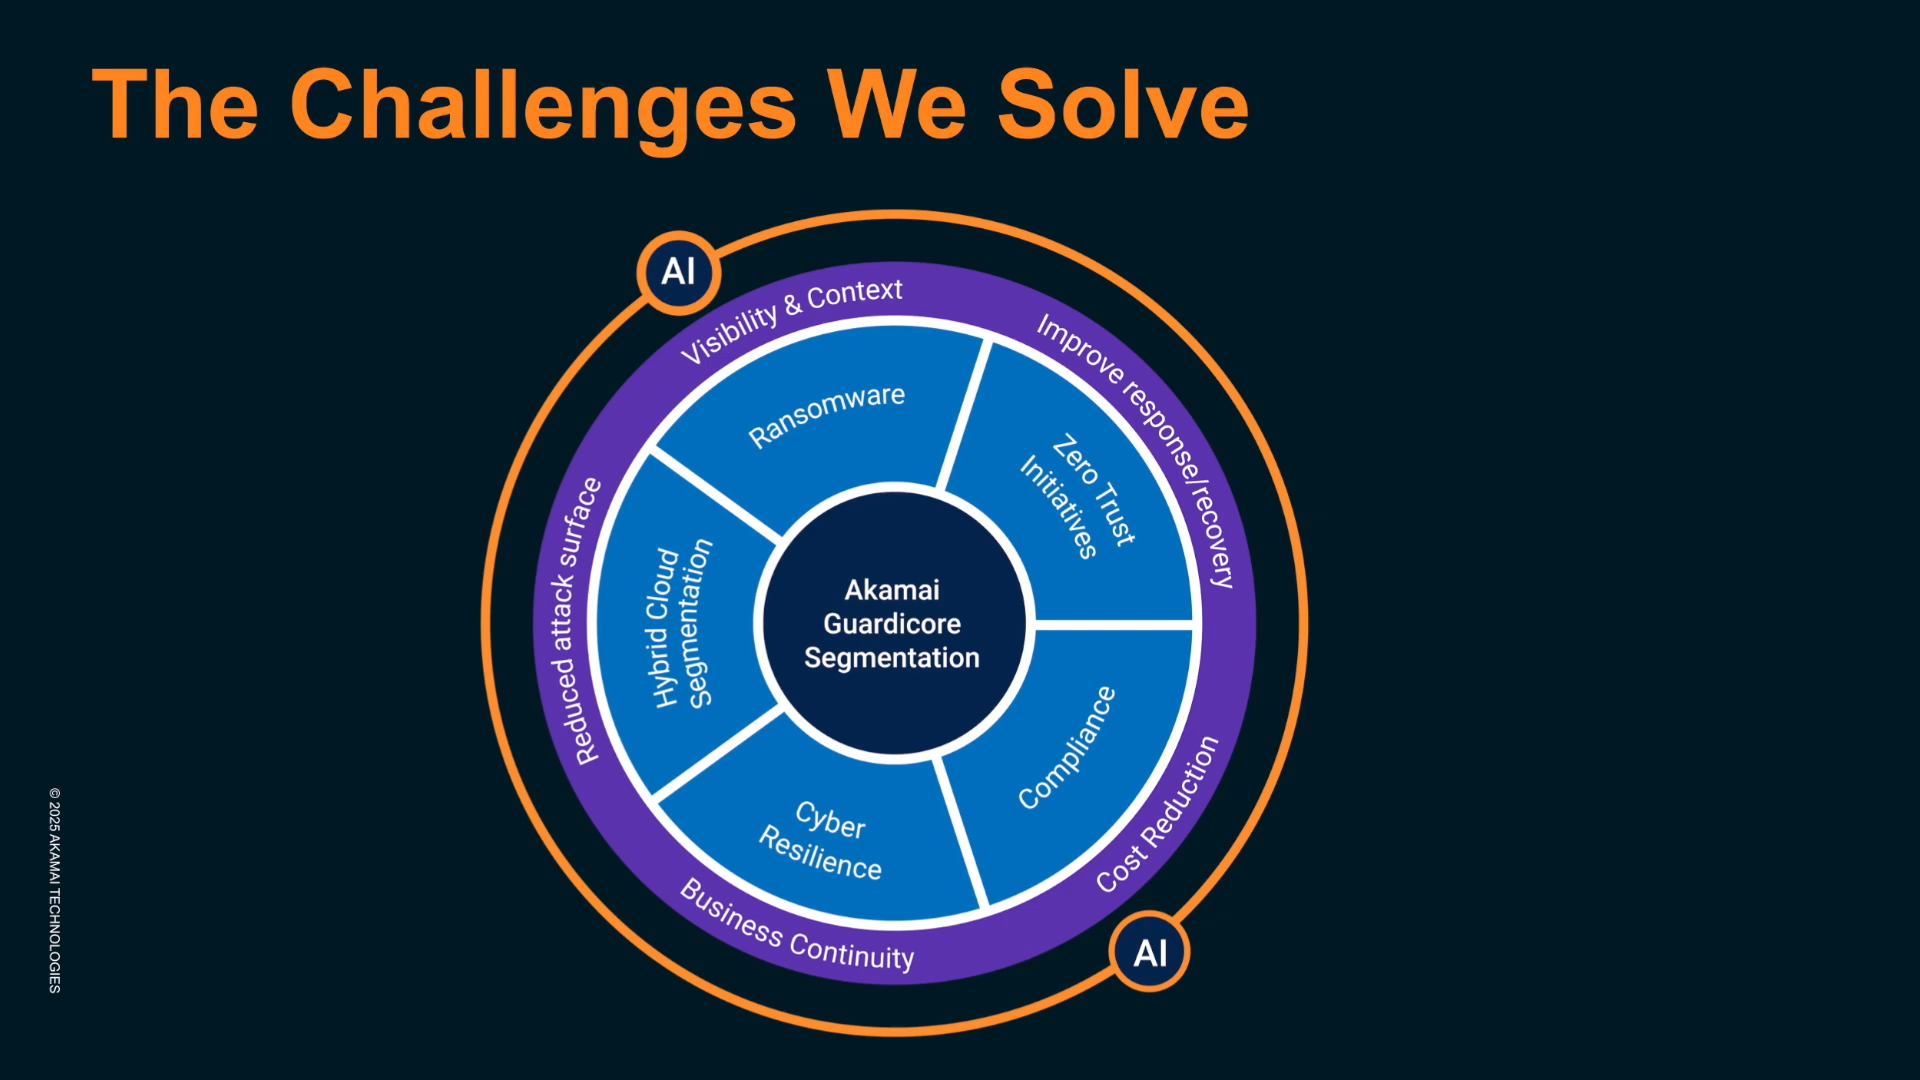 The Challenges We Solve
AI
Visibility & Context
Improve response/recovery
Ransomware
Zero Trust
Initiatives
Reduced attack surface
Hybrid Cloud
Segmentation
Akamai
Guardicore
Segmentation
Compliance
Cost Reduction
Cyber
Resilience
Business Continuity
AI
© 2025 AKAMAI TECHNOLOGIES